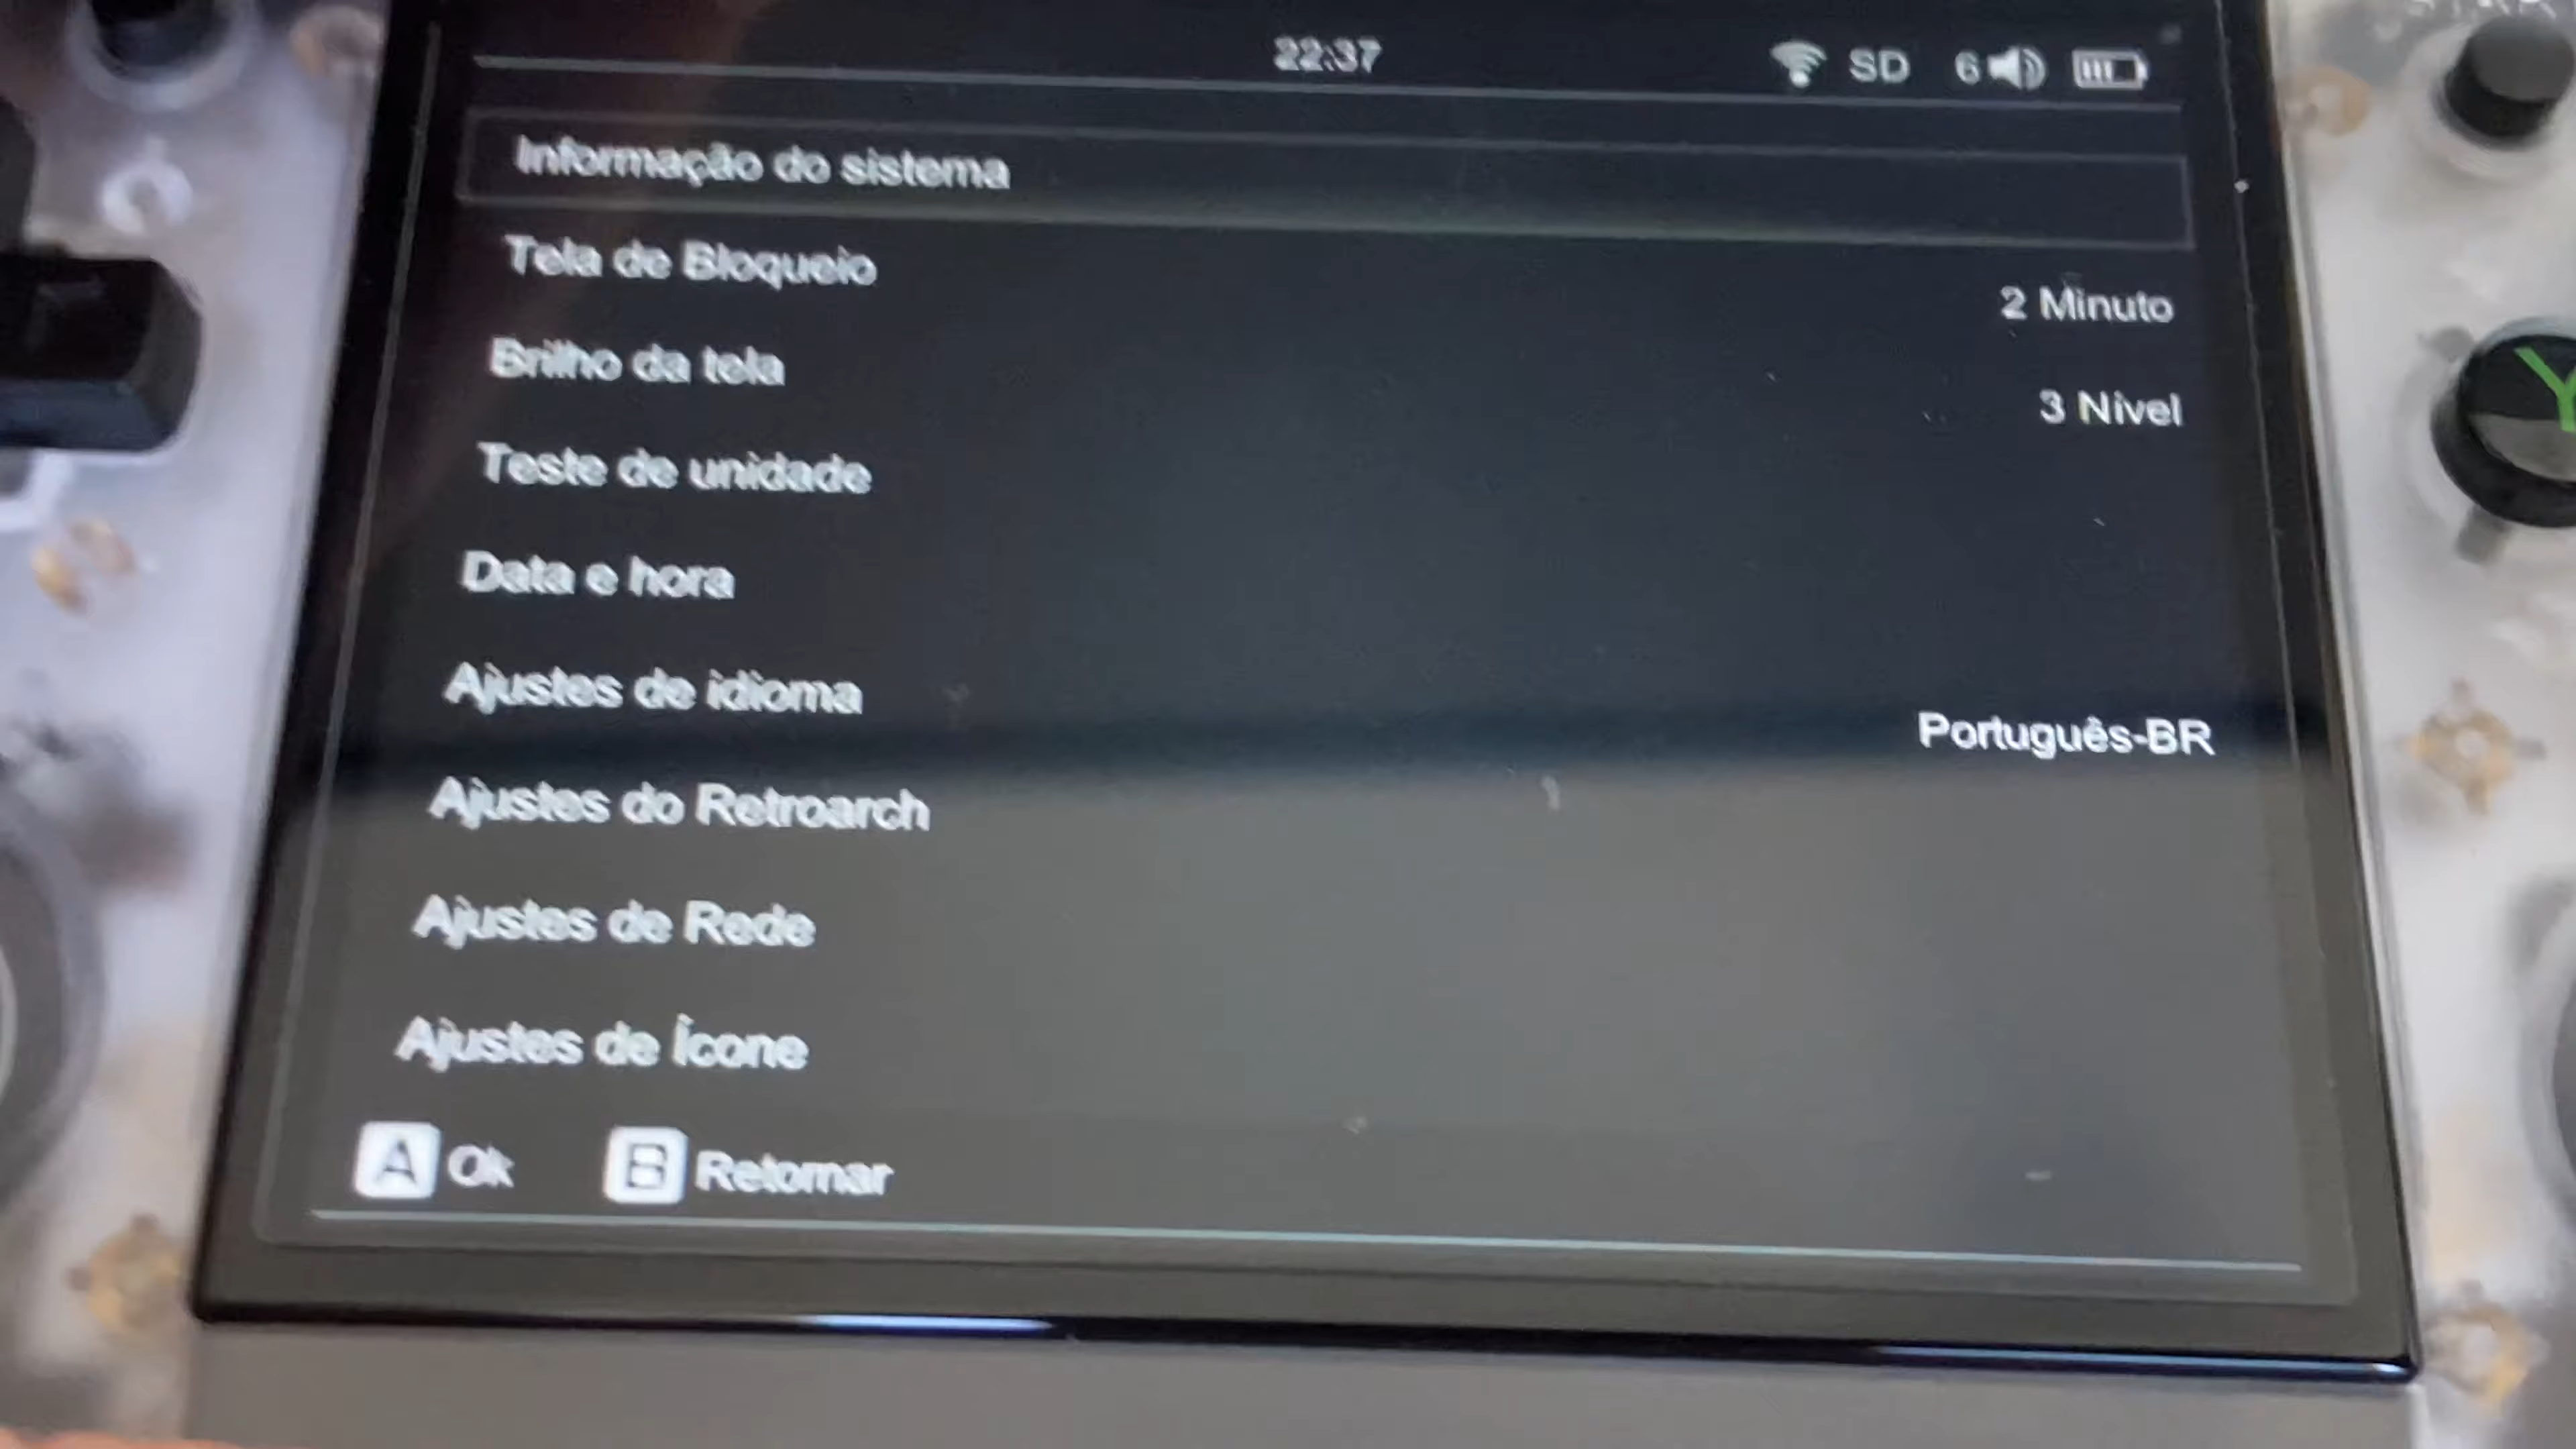 22:37 SD 6
Informação do sistema
Tela de Bloqueio 2 Minuto
Brilho da tela 3 Nível
Teste de unidade
Data e hora
Ajustes de idioma Português-BR
Ajustes do Retroarch
Ajustes de Rede
Ajustes de Ícone
A Ok B Retornar
Y